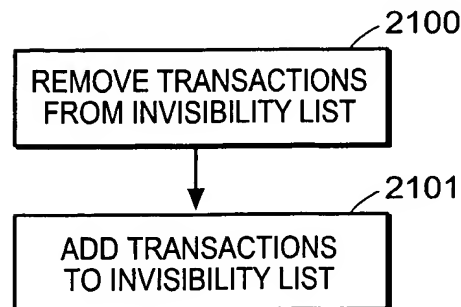 2100
REMOVE TRANSACTIONS
FROM INVISIBILITY LIST
2101
ADD TRANSACTIONS
TO INVISIBILITY LIST